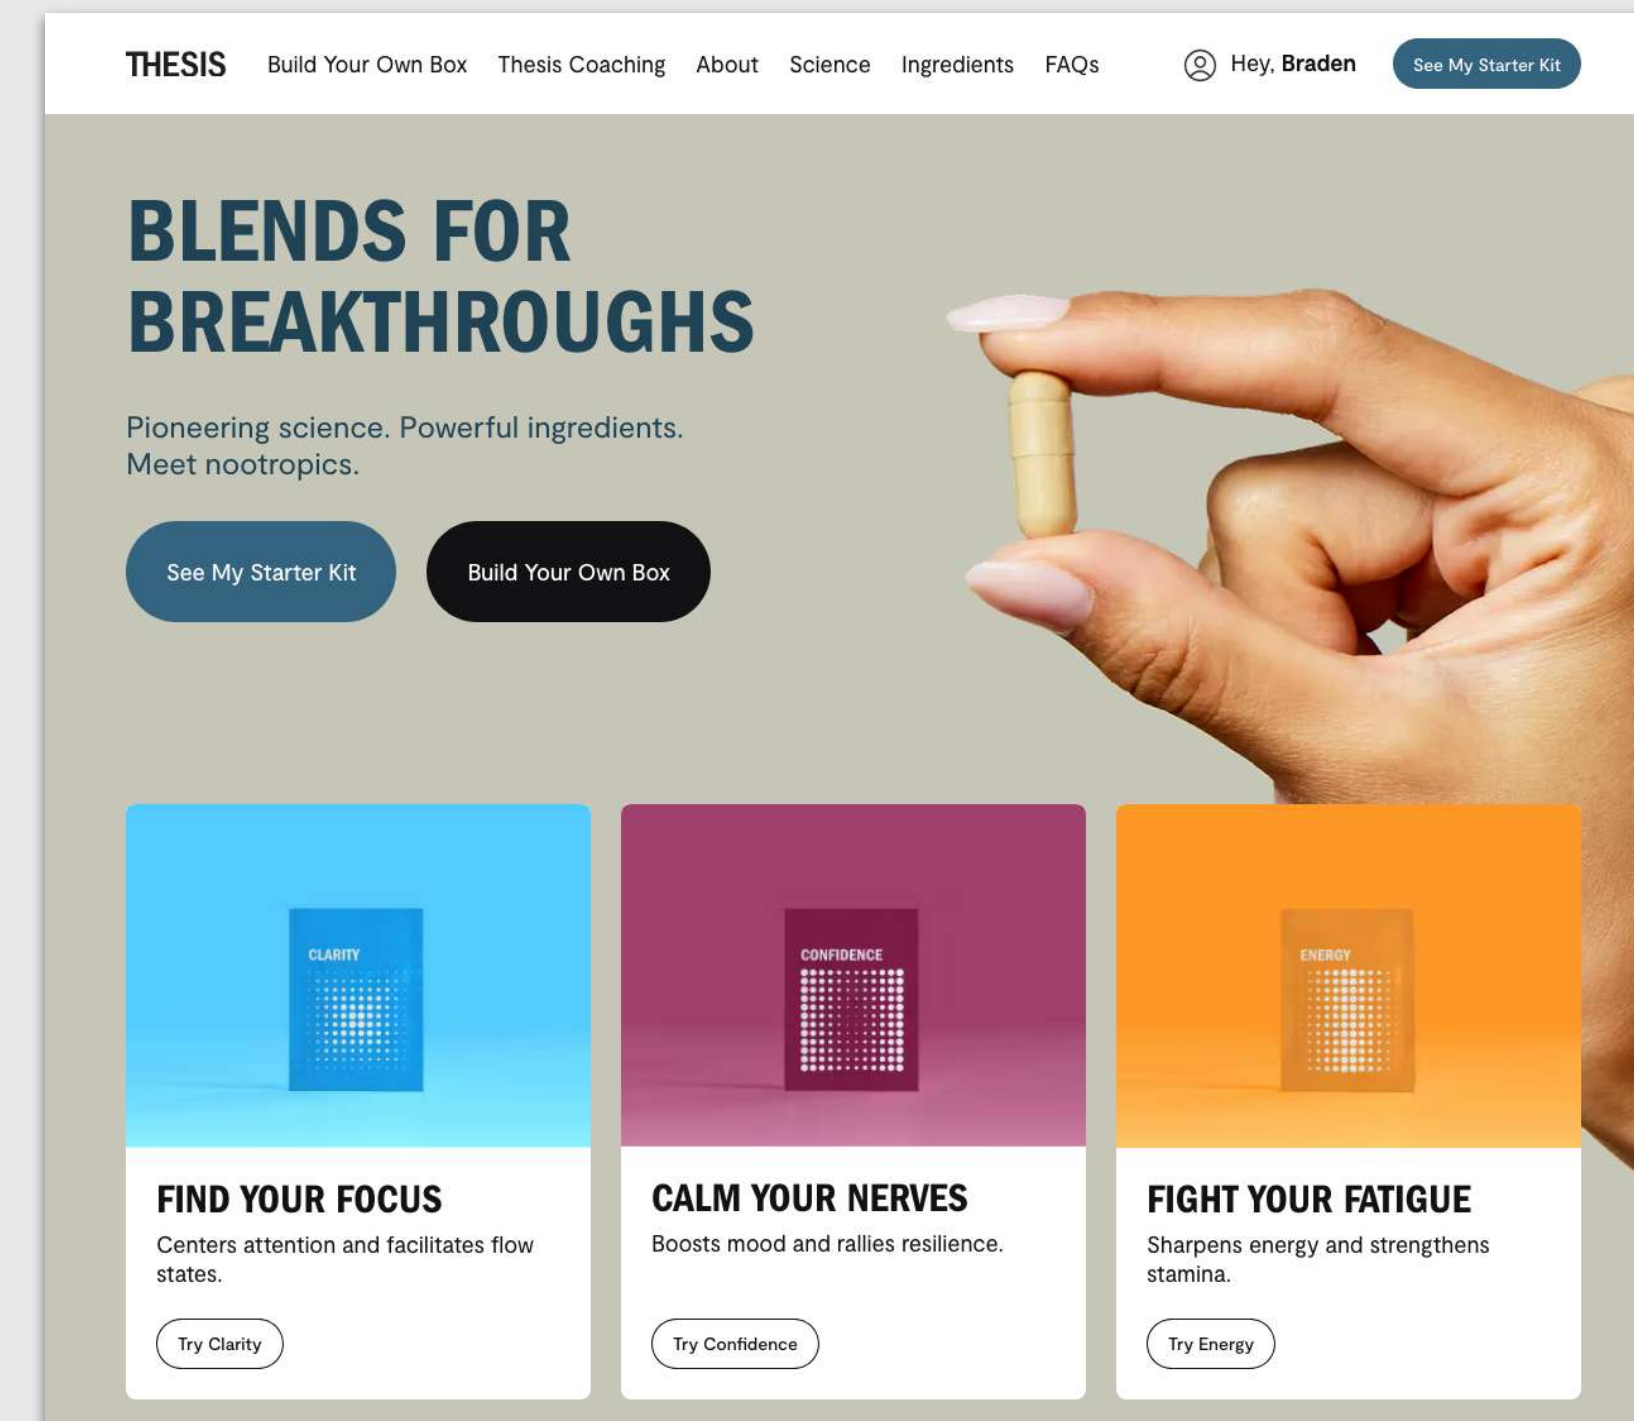 THESIS
Build Your Own Box
Thesis Coaching
About
Science
Ingredients
FAQs
Hey, Braden
See My Starter Kit
BLENDS FOR
BREAKTHROUGHS
Pioneering science. Powerful ingredients.
Meet nootropics.
See My Starter Kit
Build Your Own Box
CLARITY
FIND YOUR FOCUS
Centers attention and facilitates flow
states.
Try Clarity
CONFIDENCE
CALM YOUR NERVES
Boosts mood and rallies resilience.
Try Confidence
ENERGY
FIGHT YOUR FATIGUE
Sharpens energy and strengthens
stamina.
Try Energy